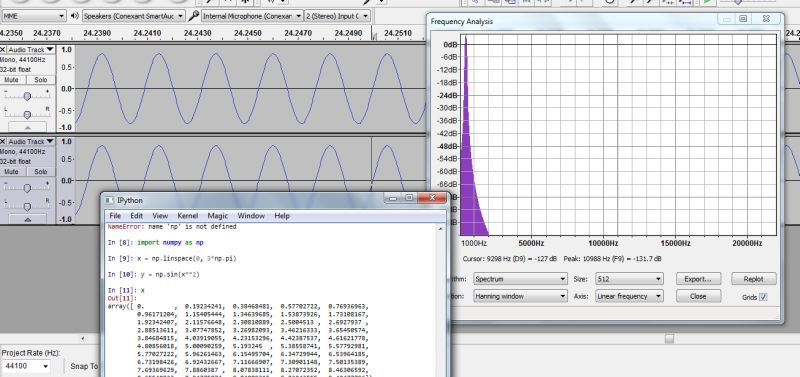 MME Speakers (Conexant SmartAuc Internal Microphone (Conexar 2 (Stereo) Input C
24.2350 24.2370 24.2390 24.2410 24.2430 24.2450 24.2470 24.2490 24.2510
Audio Track
Mono, 44100Hz
32-bit float
Mute Solo
- +
L R
1.0
0.5
0.0
-0.5
-1.0
Audio Track
Mono, 44100Hz
32-bit float
Mute Solo
- +
L R
1.0
0.5-
0.0-
-0.5-
-1.0
Project Rate (Hz):
44100 Snap To
Frequency Analysis
0dB
-6dB
-12dB
-18dB
-24dB
-30dB
-36dB
-42dB
-48dB
-54dB
-60dB
-66dB
1000Hz 5000Hz 10000Hz 15000Hz 20000Hz
Cursor: 9298 Hz (D9) = -127 dB Peak: 10988 Hz (F9) = -131.7 dB
thm: Spectrum Size: 512 Export... Replot
tion: Hanning window Axis: Linear frequency Close Grids
IPython
File Edit View Kernel Magic Window Help
NameError: name 'np' is not defined
In [8]: import numpy as np
In [9]: x = np.linspace(0, 3*np.pi)
In [10]: y = np.sin(x**2)
In [11]: x
Out[11]:
array([ 0. , 0.19234241, 0.38468481, 0.57702722, 0.76936963,
0.96171204, 1.15405444, 1.34639685, 1.53873926, 1.73108167,
1.92342407, 2.11576648, 2.30810889, 2.5004513 , 2.6927937 ,
2.88513611, 3.07747852, 3.26982093, 3.46216333, 3.65450574,
3.84684815, 4.03919055, 4.23153296, 4.42387537, 4.61621778,
4.80856018, 5.00090259, 5.193245 , 5.38558741, 5.57792981,
5.77027222, 5.96261463, 6.15495704, 6.34729944, 6.53964185,
6.73198426, 6.92432667, 7.11666907, 7.30901148, 7.50135389,
7.69369629, 7.8860387 , 8.07838111, 8.27072352, 8.46306592,